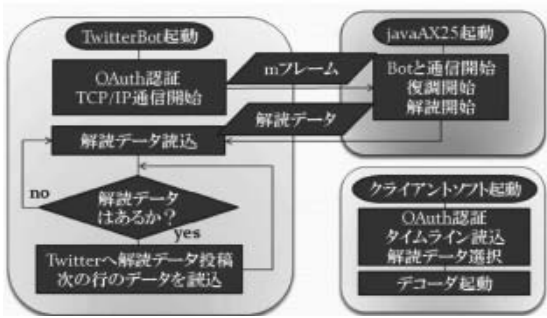 TwitterBot起動
OAuth認証
TCP/IP通信開始
mフレーム
解読データ
解読データ読込
no
解読データ
はあるか?
yes
Twitterへ解読データ投稿
次の行のデータを読込
javaAX25起動
Botと通信開始
復調開始
解読開始
クライアントソフト起動
OAuth認証
タイムライン読込
解読データ選択
デコーダ起動